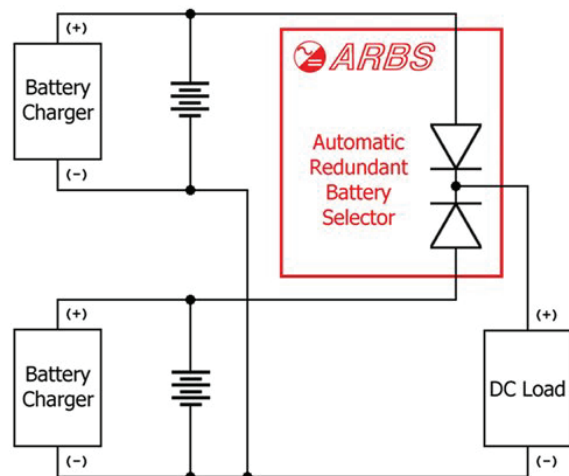 (+)
Battery
Charger
(-)
ARBS
Automatic
Redundant
Battery
Selector
(+)
Battery
Charger
(-)
(+)
DC Load
(-)